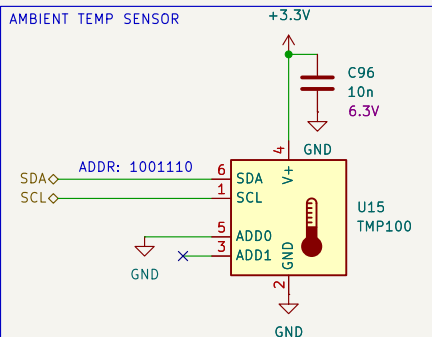 AMBIENT TEMP SENSOR
+3.3V
C96
10n
6.3V
GND
4
V+
ADDR: 1001110
SDA
6
SDA
SCL
1
SCL
U15
TMP100
5
ADD0
3
ADD1
GND
GND
2
GND